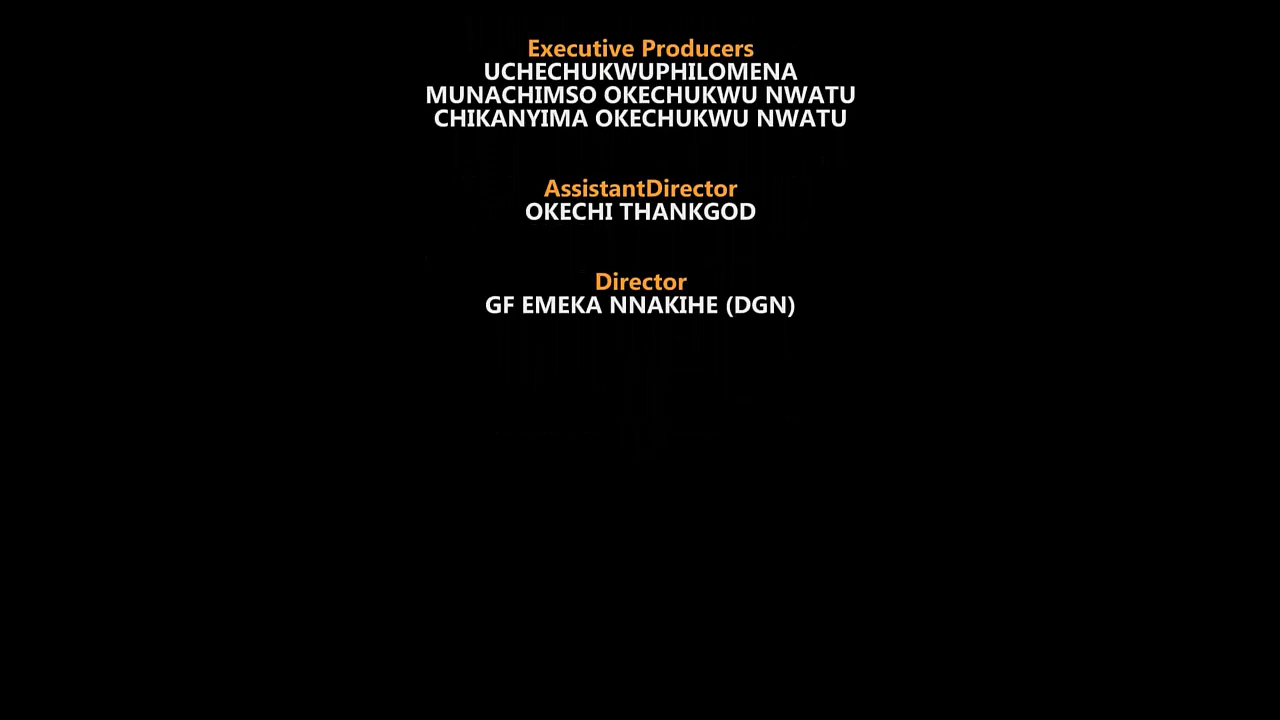 Executive Producers
UCHECHUKWUPHILOMENA
MUNACHIMSO OKECHUKWU NWATU
CHIKANYIMA OKECHUKWU NWATU
AssistantDirector
OKECHI THANKGOD
Director
GF EMEKA NNAKIHE (DGN)